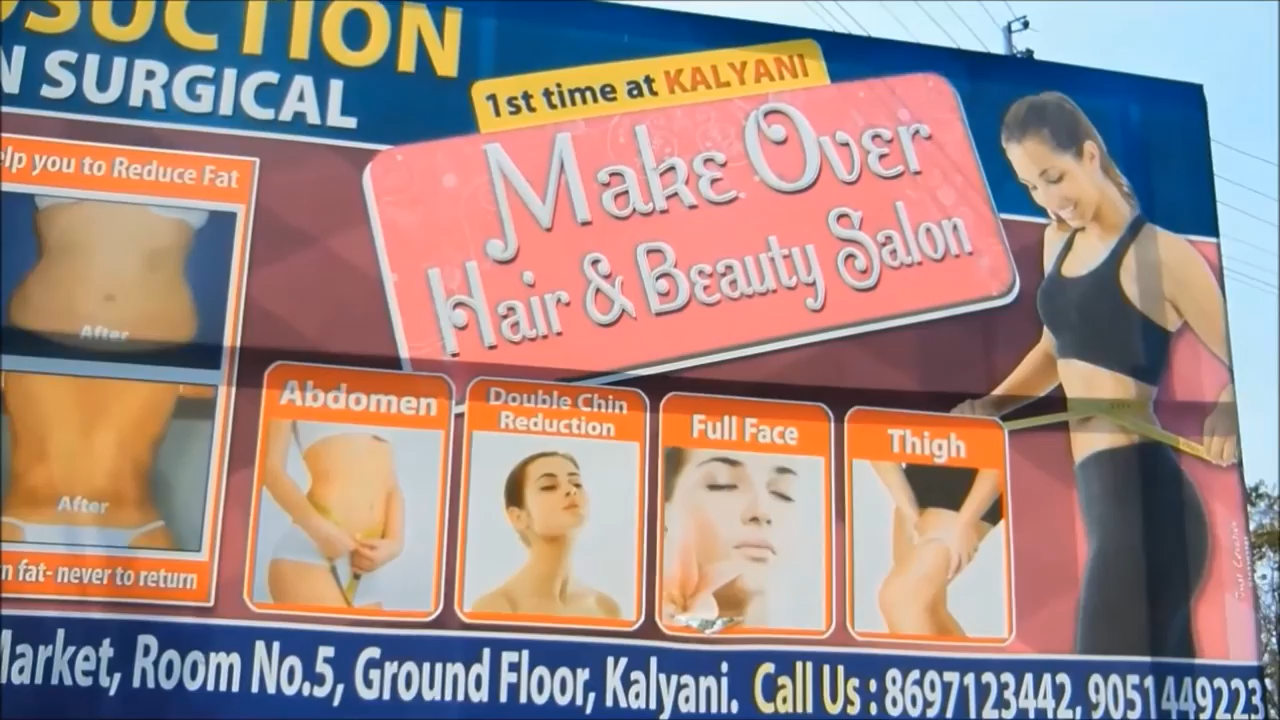 SUCTION
N SURGICAL
1st time at KALYANI
Make Over
Hair & Beauty Salon
elp you to Reduce Fat
After
After
n fat- never to return
Abdomen
Double Chin
Reduction
Full Face
Thigh
Market, Room No.5, Ground Floor, Kalyani. Call Us : 8697123442, 9051449223